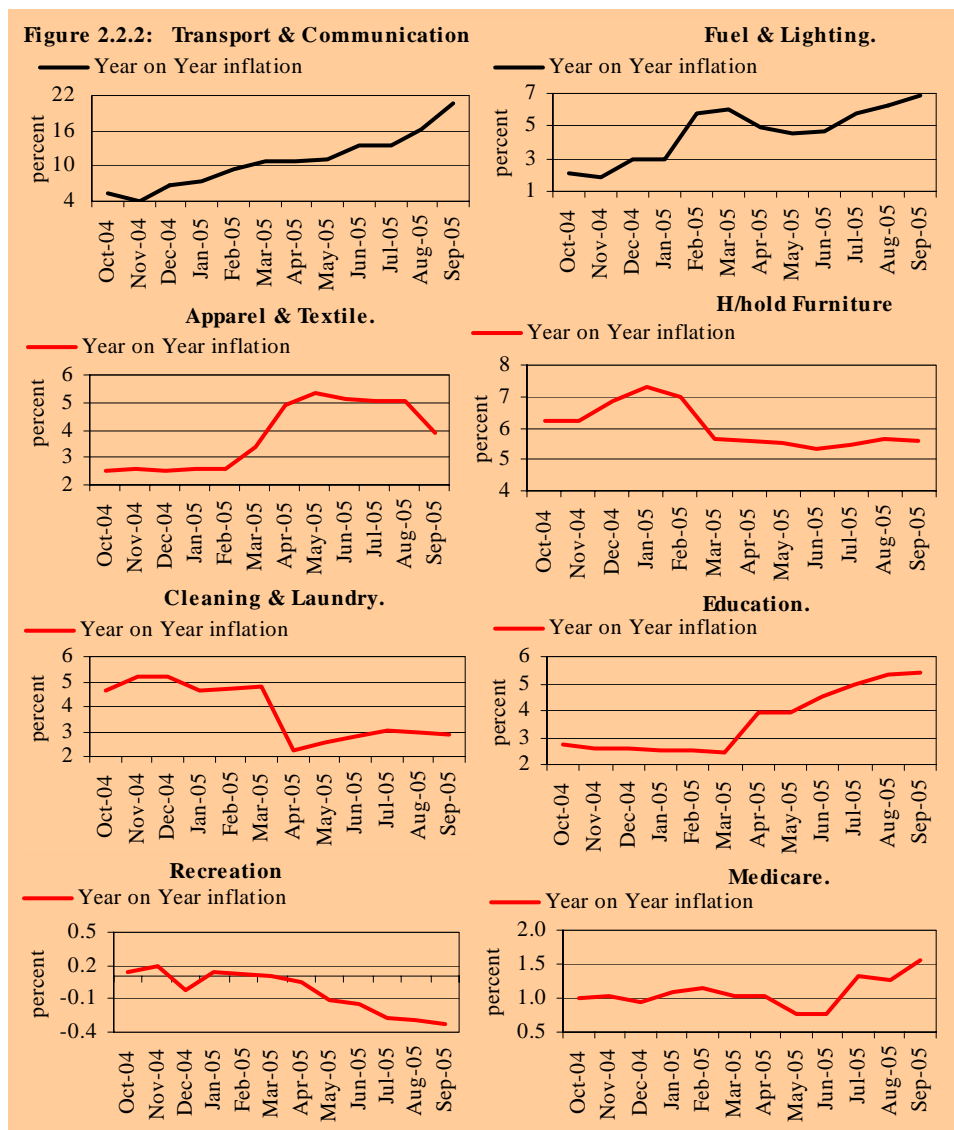 Figure 2.2.2: Transport & Communication
Year on Year inflation
percent
22
16
10
4
Oct-04
Nov-04
Dec-04
Jan-05
Feb-05
Mar-05
Apr-05
May-05
Jun-05
Jul-05
Aug-05
Sep-05
Fuel & Lighting.
Year on Year inflation
percent
7
5
3
1
Oct-04
Nov-04
Dec-04
Jan-05
Feb-05
Mar-05
Apr-05
May-05
Jun-05
Jul-05
Aug-05
Sep-05
Apparel & Textile.
Year on Year inflation
percent
6
5
4
3
2
Oct-04
Nov-04
Dec-04
Jan-05
Feb-05
Mar-05
Apr-05
May-05
Jun-05
Jul-05
Aug-05
Sep-05
H/hold Furniture
Year on Year inflation
percent
8
7
6
5
4
Oct-04
Nov-04
Dec-04
Jan-05
Feb-05
Mar-05
Apr-05
May-05
Jun-05
Jul-05
Aug-05
Sep-05
Cleaning & Laundry.
Year on Year inflation
percent
6
5
4
3
2
Oct-04
Nov-04
Dec-04
Jan-05
Feb-05
Mar-05
Apr-05
May-05
Jun-05
Jul-05
Aug-05
Sep-05
Education.
Year on Year inflation
percent
6
5
4
3
2
Oct-04
Nov-04
Dec-04
Jan-05
Feb-05
Mar-05
Apr-05
May-05
Jun-05
Jul-05
Aug-05
Sep-05
Recreation
Year on Year inflation
percent
0.5
0.2
-0.1
-0.4
Oct-04
Nov-04
Dec-04
Jan-05
Feb-05
Mar-05
Apr-05
May-05
Jun-05
Jul-05
Aug-05
Sep-05
Medicare.
Year on Year inflation
percent
2.0
1.5
1.0
0.5
Oct-04
Nov-04
Dec-04
Jan-05
Feb-05
Mar-05
Apr-05
May-05
Jun-05
Jul-05
Aug-05
Sep-05